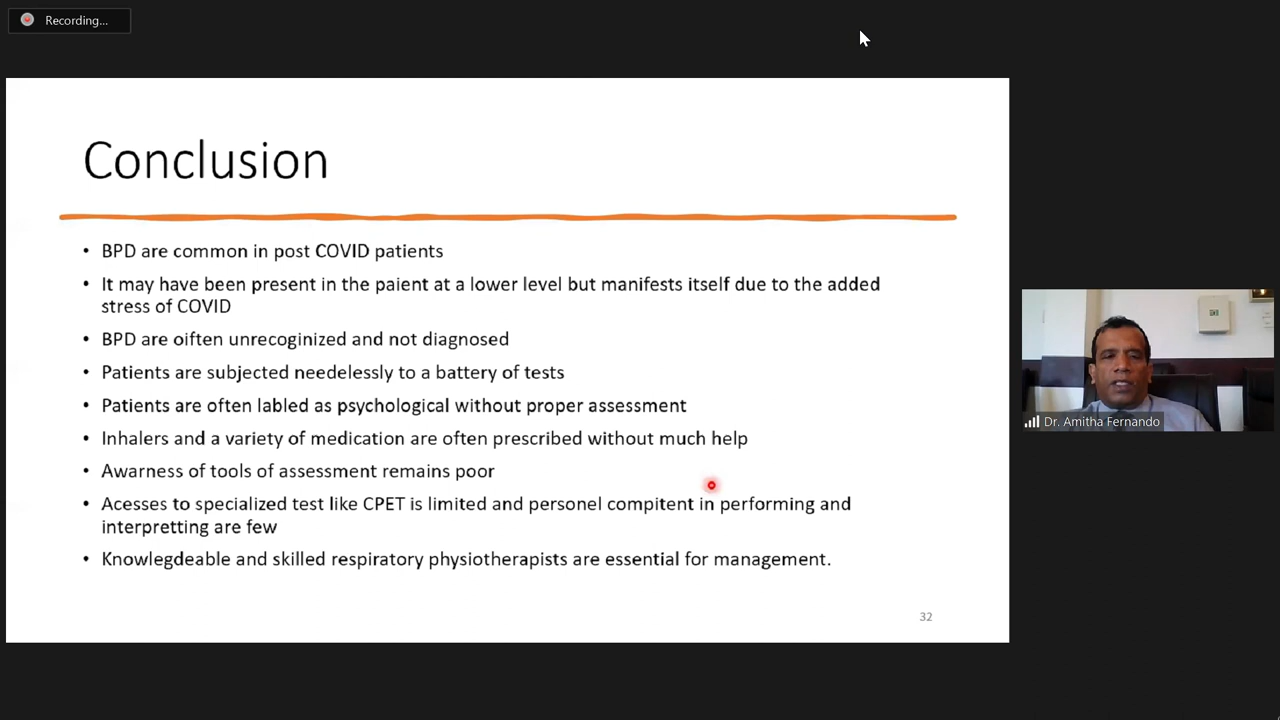 Recording...
Conclusion
• BPD are common in post COVID patients
• It may have been present in the paient at a lower level but manifests itself due to the added
stress of COVID
• BPD are oiften unrecoginized and not diagnosed
• Patients are subjected needelessly to a battery of tests
• Patients are often labled as psychological without proper assessment
• Inhalers and a variety of medication are often prescribed without much help
• Awarness of tools of assessment remains poor
• Acesses to specialized test like CPET is limited and personel compitent in performing and
interpretting are few
• Knowlegdeable and skilled respiratory physiotherapists are essential for management.
32
Dr. Amitha Fernando